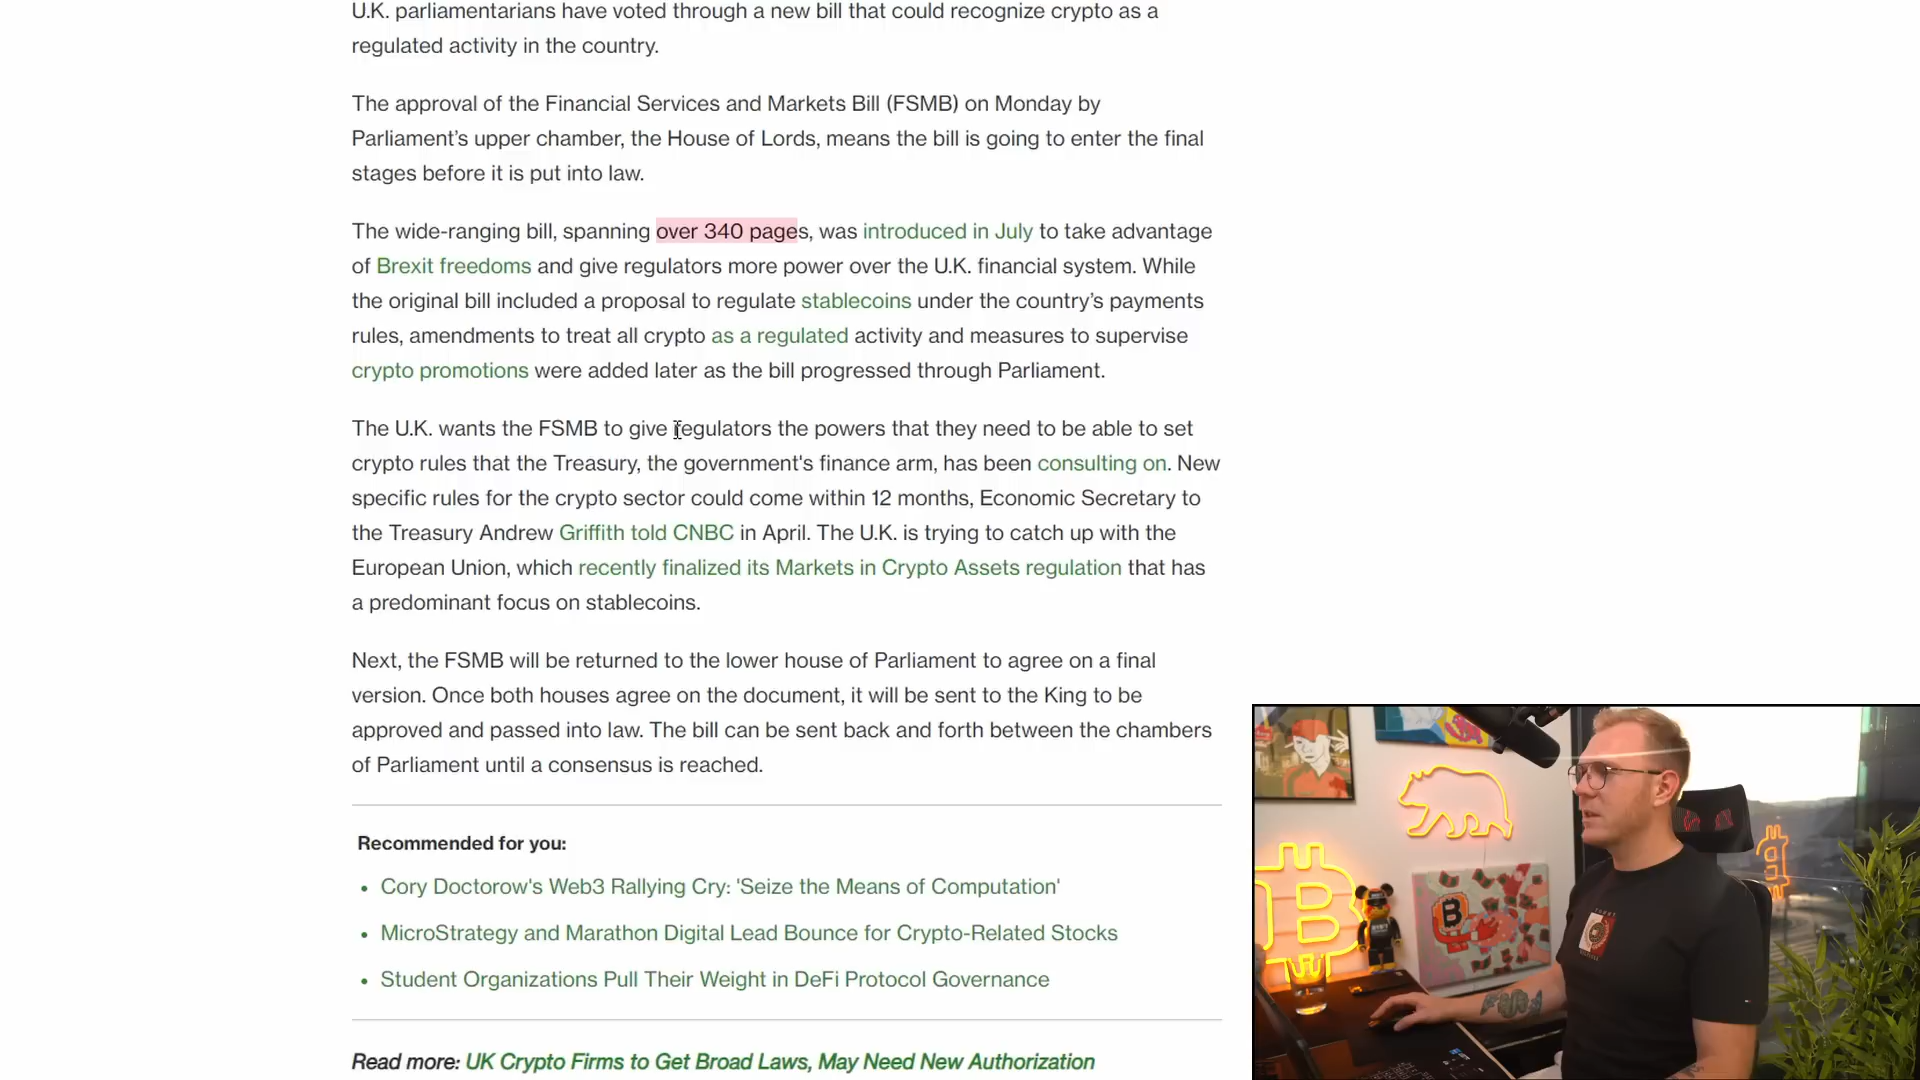 U.K. parliamentarians have voted through a new bill that could recognize crypto as a
regulated activity in the country.
The approval of the Financial Services and Markets Bill (FSMB) on Monday by
Parliament’s upper chamber, the House of Lords, means the bill is going to enter the final
stages before it is put into law.
The wide-ranging bill, spanning over 340 pages, was introduced in July to take advantage
of Brexit freedoms and give regulators more power over the U.K. financial system. While
the original bill included a proposal to regulate stablecoins under the country’s payments
rules, amendments to treat all crypto as a regulated activity and measures to supervise
crypto promotions were added later as the bill progressed through Parliament.
The U.K. wants the FSMB to give regulators the powers that they need to be able to set
crypto rules that the Treasury, the government's finance arm, has been consulting on. New
specific rules for the crypto sector could come within 12 months, Economic Secretary to
the Treasury Andrew Griffith told CNBC in April. The U.K. is trying to catch up with the
European Union, which recently finalized its Markets in Crypto Assets regulation that has
a predominant focus on stablecoins.
Next, the FSMB will be returned to the lower house of Parliament to agree on a final
version. Once both houses agree on the document, it will be sent to the King to be
approved and passed into law. The bill can be sent back and forth between the chambers
of Parliament until a consensus is reached.
Recommended for you:
• Cory Doctorow's Web3 Rallying Cry: 'Seize the Means of Computation'
• MicroStrategy and Marathon Digital Lead Bounce for Crypto-Related Stocks
• Student Organizations Pull Their Weight in DeFi Protocol Governance
Read more: UK Crypto Firms to Get Broad Laws, May Need New Authorization